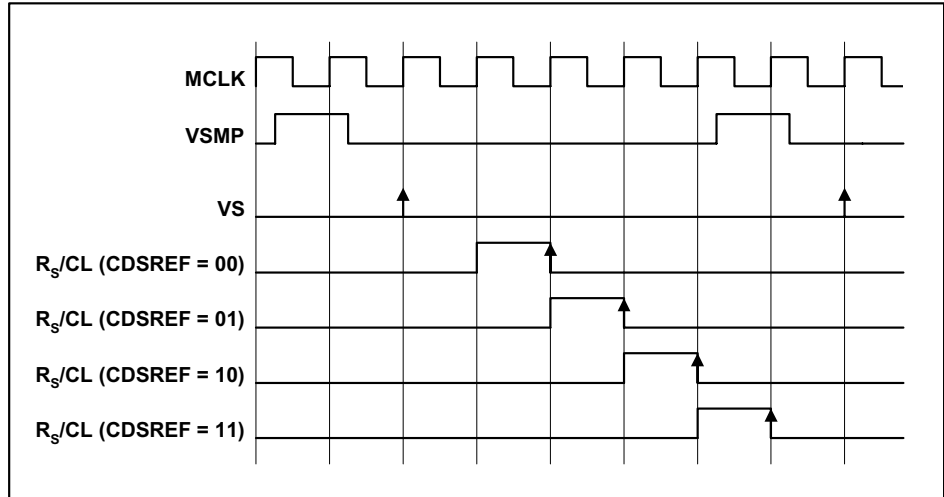 MCLK
VSMP
VS
RS/CL (CDSREF = 00)
RS/CL (CDSREF = 01)
RS/CL (CDSREF = 10)
RS/CL (CDSREF = 11)